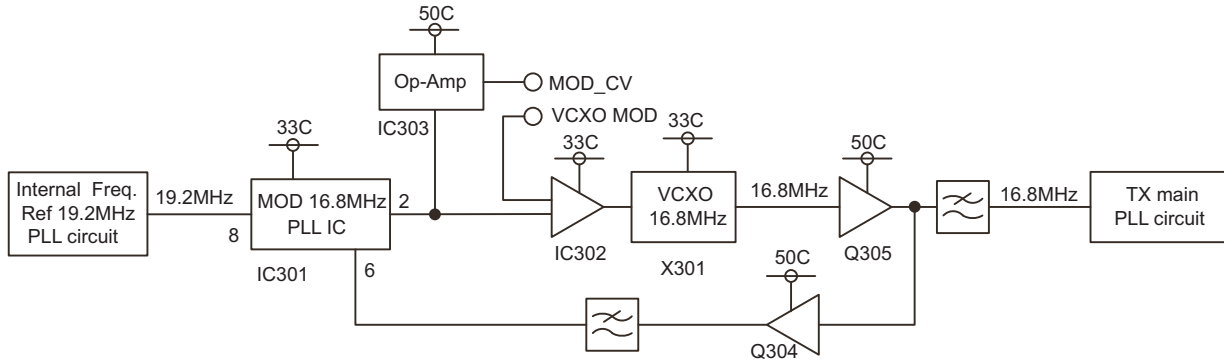 50C
Op-Amp
MOD_CV
VCXO MOD
IC303
33C
33C
33C
50C
Internal Freq.
Ref 19.2MHz
PLL circuit
19.2MHz
8
MOD 16.8MHz
PLL IC
2
6
IC301
IC302
VCXO
16.8MHz
X301
16.8MHz
Q305
16.8MHz
TX main
PLL circuit
50C
Q304